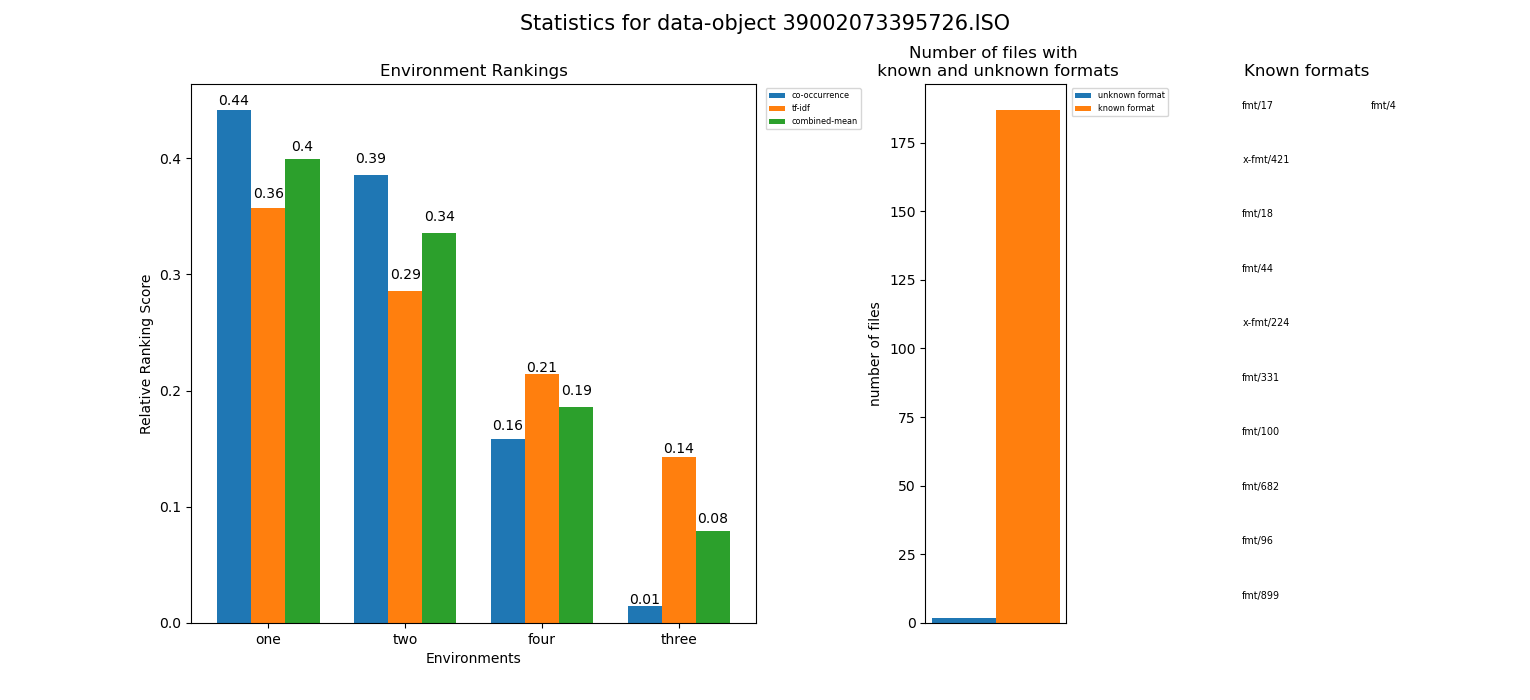 Statistics for data-object 39002073395726.ISO
Environment Rankings
Relative Ranking Score
0.4
0.3
0.2
0.1
0.0
0.44
0.36
0.4
0.39
0.29
0.34
0.16
0.21
0.19
0.01
0.14
0.08
one
two
four
three
Environments
co-occurrence
tf-idf
combined-mean
Number of files with
known and unknown formats
number of files
175
150
125
100
75
50
25
0
unknown format
known format
Known formats
fmt/17 fmt/4
x-fmt/421
fmt/18
fmt/44
x-fmt/224
fmt/331
fmt/100
fmt/682
fmt/96
fmt/899